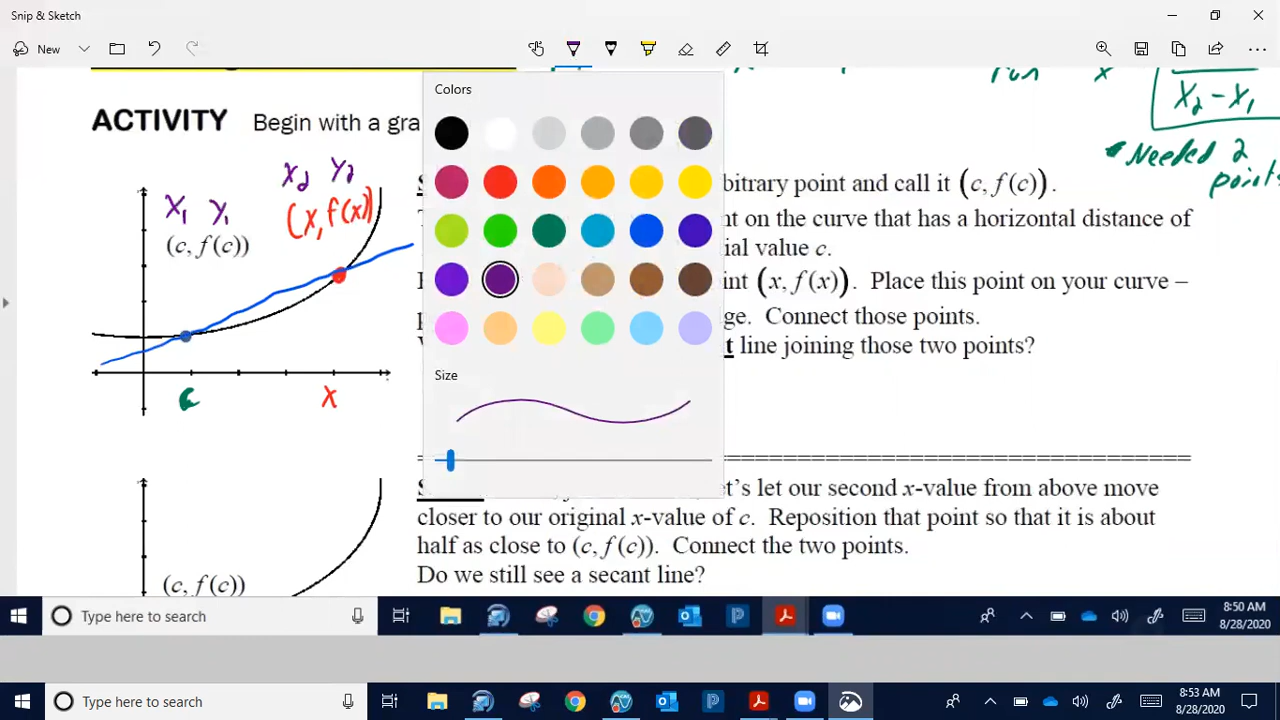 Snip & Sketch
New
Colors
Size
x
x₂ - x₁
Needed 2
points
ACTIVITY Begin with a gra
x₂ y₂
(x, f(x))
x₁ y₁
(c, f(c))
c x
bitrary point and call it (c, f(c)).
nt on the curve that has a horizontal distance of
ial value c.
int (x, f(x)). Place this point on your curve –
ge. Connect those points.
t line joining those two points?
let's let our second x-value from above move
closer to our original x-value of c. Reposition that point so that it is about
half as close to (c, f(c)). Connect the two points.
Do we still see a secant line?
(c, f(c))
Type here to search
8:50 AM
8/28/2020
Type here to search
8:53 AM
8/28/2020